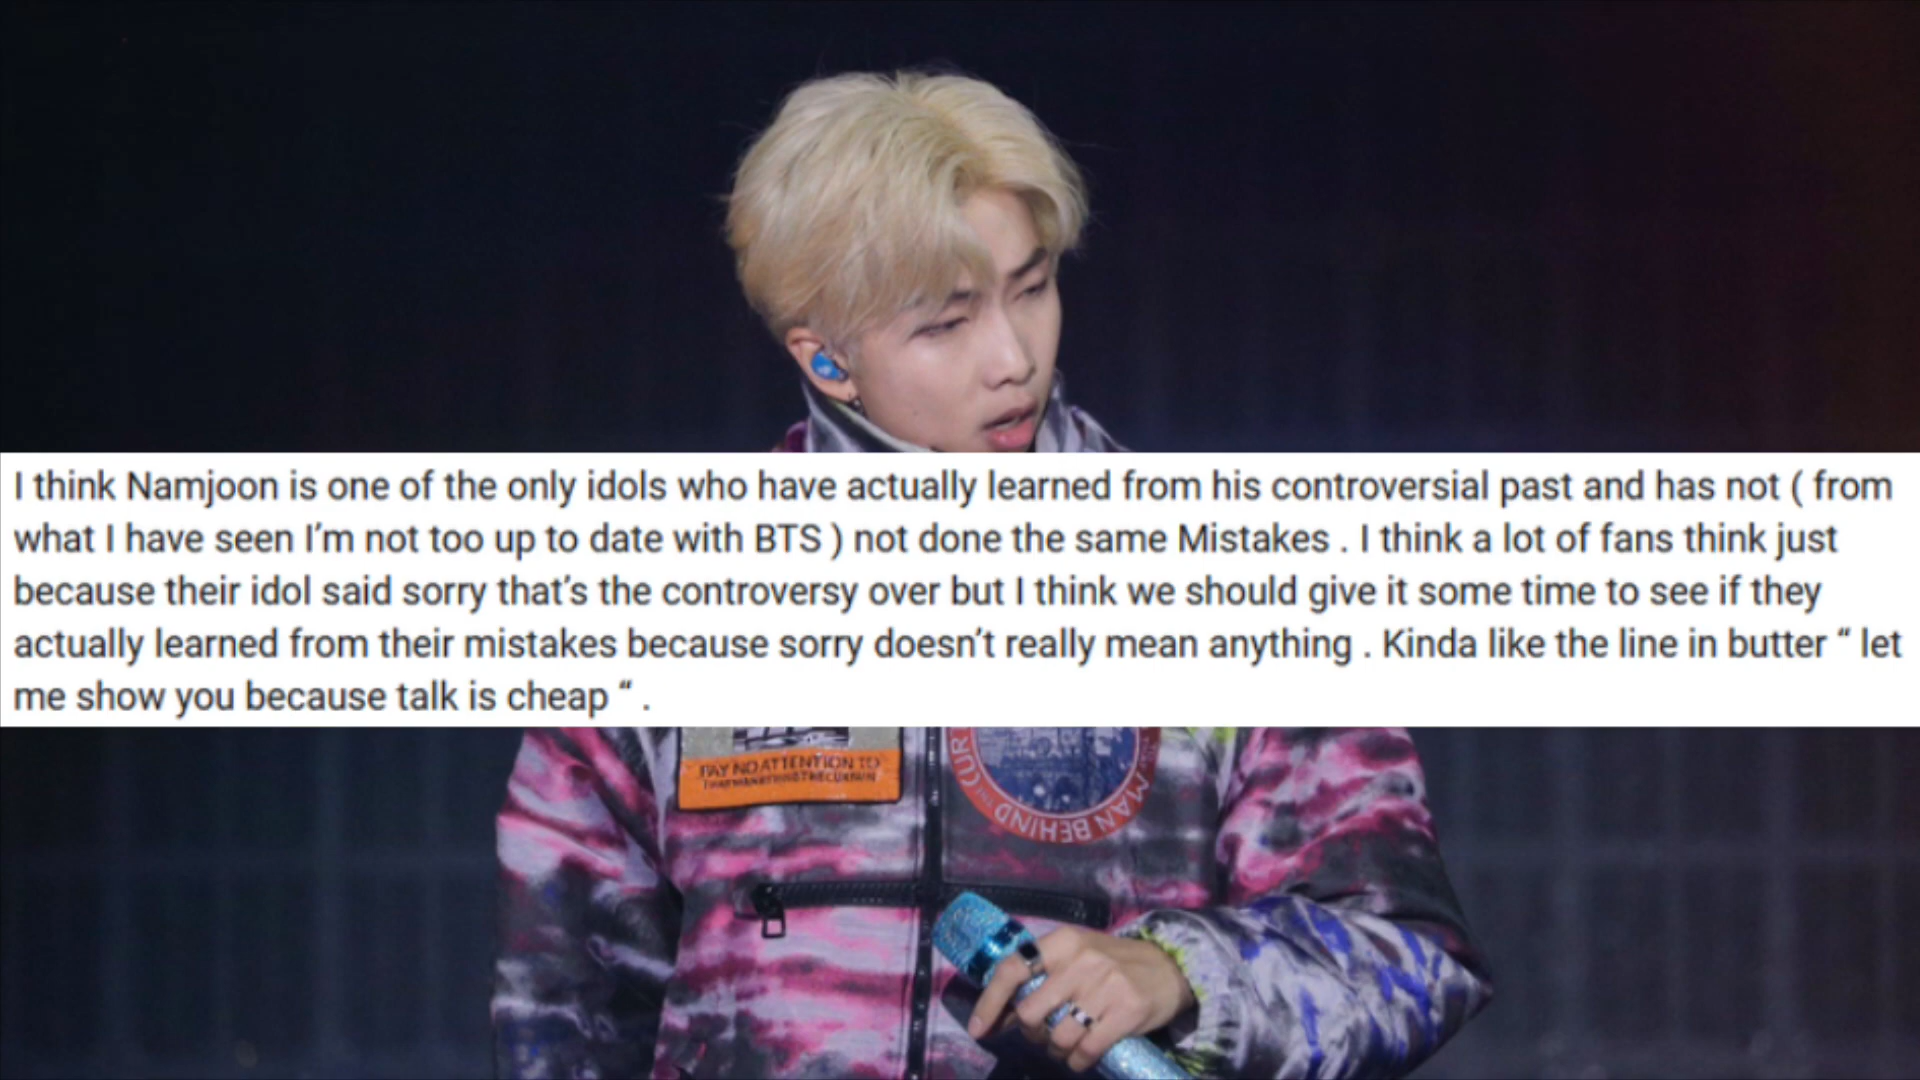 I think Namjoon is one of the only idols who have actually learned from his controversial past and has not ( from
what I have seen I’m not too up to date with BTS ) not done the same Mistakes . I think a lot of fans think just
because their idol said sorry that’s the controversy over but I think we should give it some time to see if they
actually learned from their mistakes because sorry doesn’t really mean anything . Kinda like the line in butter “ let
me show you because talk is cheap “ .
PAY NO ATTENTION TO
MAN BEHIND THE CUR